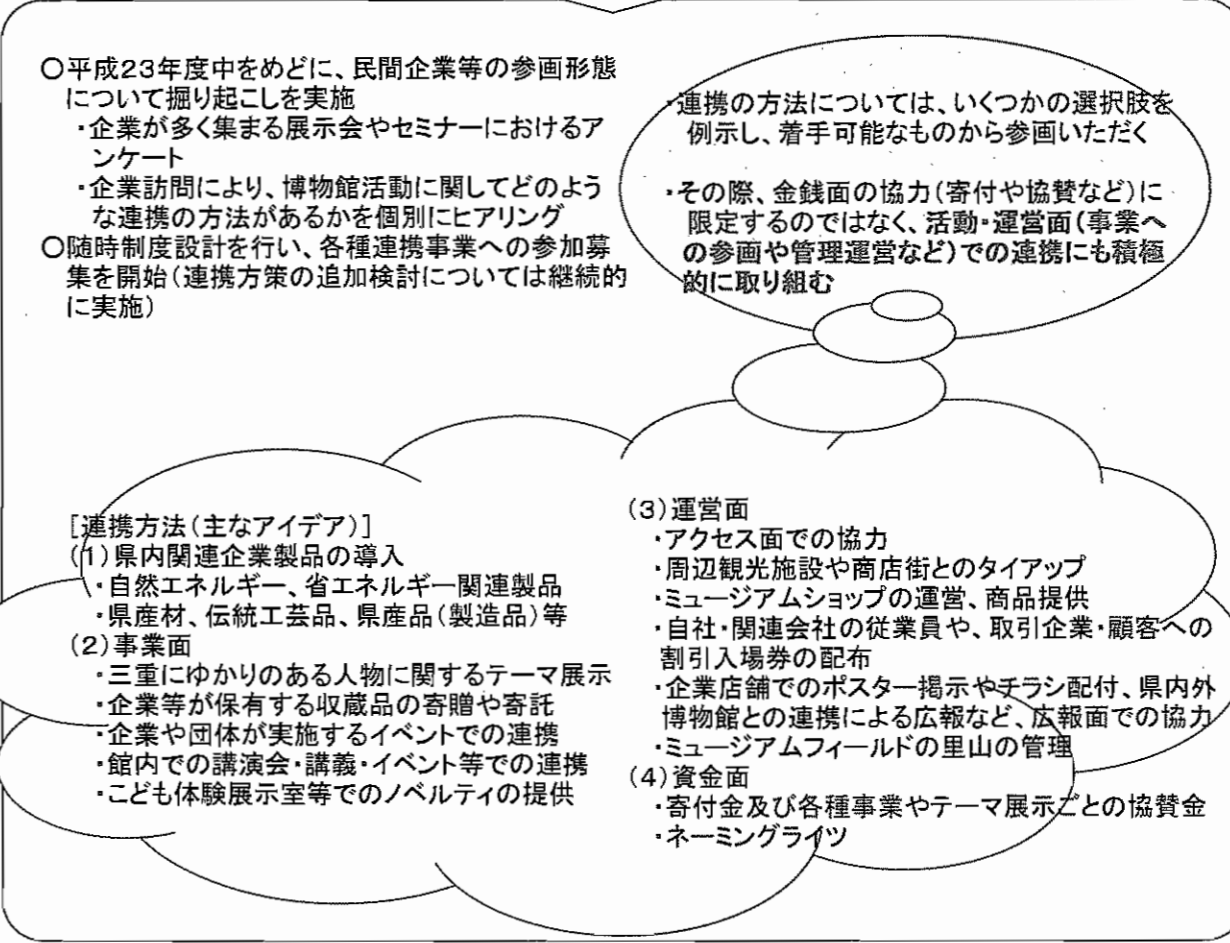 〇平成23年度中をめどに、民間企業等の参画形態
について掘り起こしを実施
・企業が多く集まる展示会やセミナーにおけるア
ンケート
・企業訪問により、博物館活動に関してどのよう
な連携の方法があるかを個別にヒアリング
〇随時制度設計を行い、各種連携事業への参加募
集を開始(連携方策の追加検討については継続的
に実施)
・連携の方法については、いくつかの選択肢を
例示し、着手可能なものから参画いただく
・その際、金銭面の協力(寄付や協賛など)に
限定するのではなく、活動・運営面(事業へ
の参画や管理運営など)での連携にも積極
的に取り組む
[連携方法(主なアイデア)]
(1)県内関連企業製品の導入
・自然エネルギー、省エネルギー関連製品
・県産材、伝統工芸品、県産品(製造品)等
(2)事業面
・三重にゆかりのある人物に関するテーマ展示
・企業等が保有する収蔵品の寄贈や寄託
・企業や団体が実施するイベントでの連携
・館内での講演会・講義・イベント等での連携
・こども体験展示室等でのノベルティの提供
(3)運営面
・アクセス面での協力
・周辺観光施設や商店街とのタイアップ
・ミュージアムショップの運営、商品提供
・自社・関連会社の従業員や、取引企業・顧客への
割引入場券の配布
・企業店舗でのポスター掲示やチラシ配付、県内外
博物館との連携による広報など、広報面での協力
・ミュージアムフィールドの里山の管理
(4)資金面
・寄付金及び各種事業やテーマ展示ごとの協賛金
・ネーミングライツ